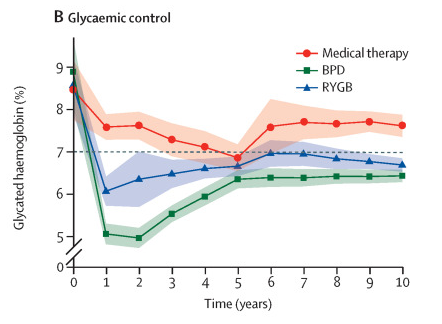 B Glycaemic control
Medical therapy
BPD
RYGB
Glycated haemoglobin (%)
9
8
7
6
5
0
0 1 2 3 4 5 6 7 8 9 10
Time (years)